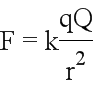 F = k qQ / r²